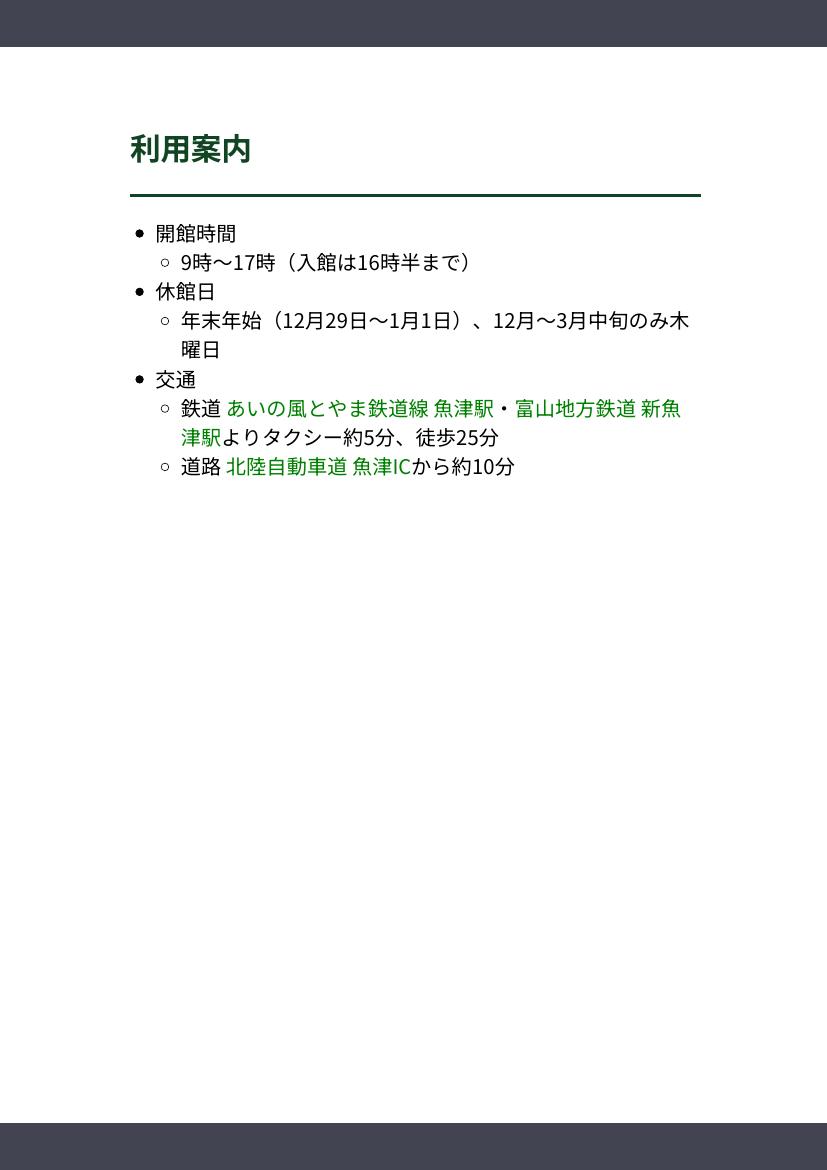 利用案内
開館時間
9時〜17時（入館は16時半まで）
休館日
年末年始（12月29日〜1月1日）、12月〜3月中旬のみ木
曜日
交通
鉄道 あいの風とやま鉄道線 魚津駅・富山地方鉄道 新魚
津駅よりタクシー約5分、徒歩25分
道路 北陸自動車道 魚津ICから約10分